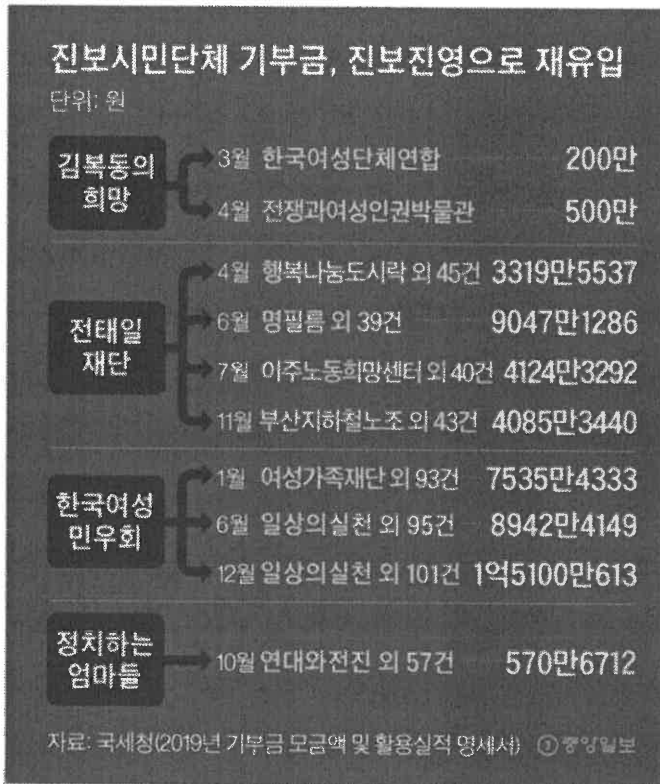 진보시민단체 기부금, 진보진영으로 재유입
단위: 원
김복동의
희망
3월 한국여성단체연합 200만
4월 전쟁과여성인권박물관 500만
전태일
재단
4월 행복나눔도시락 외 45건 3319만5537
6월 명필름 외 39건 9047만1286
7월 이주노동희망센터 외 40건 4124만3292
11월 부산지하철노조 외 43건 4085만3440
한국여성
민우회
1월 여성가족재단 외 93건 7535만4333
6월 일상의실천 외 95건 8942만4149
12월 일상의실천 외 101건 1억5100만613
정치하는
엄마들
10월 연대와전진 외 57건 570만6712
자료: 국세청(2019년 기부금 모금액 및 활용실적 명세서) 중앙일보